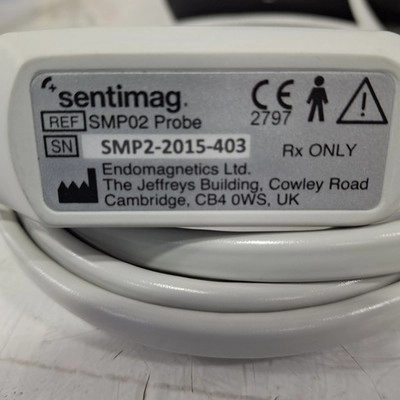 sentimag.
REF SMP02 Probe
SN SMP2-2015-403
CE 2797
Rx ONLY
Endomagnetics Ltd.
The Jeffreys Building, Cowley Road
Cambridge, CB4 0WS, UK